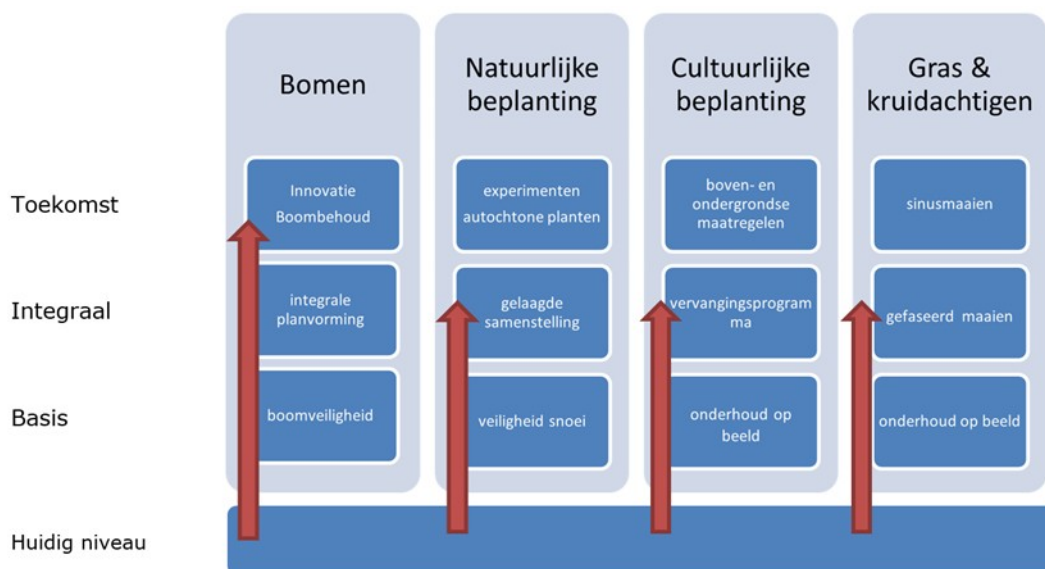 Bomen
Natuurlijke
beplanting
Cultuurlijke
beplanting
Gras &
kruidachtigen
Toekomst
Innovatie
Boombehoud
experimenten
autochtone planten
boven- en
ondergrondse
maatregelen
sinusmaaien
Integraal
integrale
planvorming
gelaagde
samenstelling
vervangingsprogram
ma
gefaseerd maaien
Basis
boomveiligheid
veiligheid snoei
onderhoud op
beeld
onderhoud op beeld
Huidig niveau